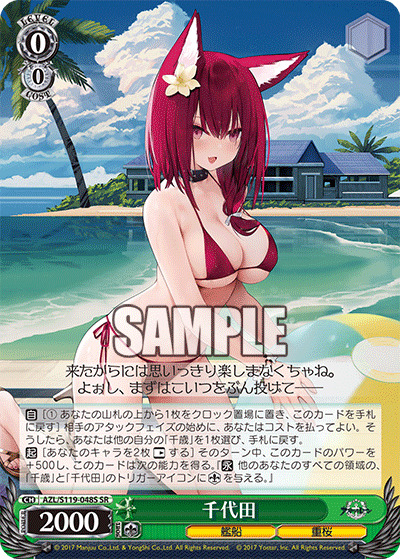 LEVEL
0
0
COST
SAMPLE
来たからには思いっきり楽しまなくちゃね。
よぉし、まずはこいつをぶん投げて――
自 [① あなたの山札の上から1枚をクロック置場に置き、このカードを手札
に戻す] 相手のアタックフェイズの始めに、あなたはコストを払ってよい。そ
うしたら、あなたは他の自分の「千歳」を1枚選び、手札に戻す。
起 [あなたのキャラを2枚 する] そのターン中、このカードのパワーを
+500し、このカードは次の能力を得る。『永 他のあなたのすべての領域の、
「千歳」と「千代田」のトリガーアイコンに を与える。』
CH AZL/S119-048S SR
2000
千代田
艦船
重桜
© 2017 Manjuu Co.,Ltd. & YongShi Co.,Ltd. All Rights Reserved. © 2017 Yostar, Inc. All Rights Reserved.